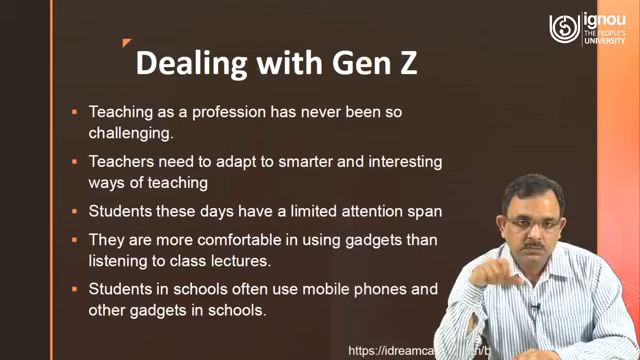 ignou
THE PEOPLE'S
UNIVERSITY
Dealing with Gen Z
Teaching as a profession has never been so
challenging.
Teachers need to adapt to smarter and interesting
ways of teaching
Students these days have a limited attention span
They are more comfortable in using gadgets than
listening to class lectures.
Students in schools often use mobile phones and
other gadgets in schools.
https://idreamca